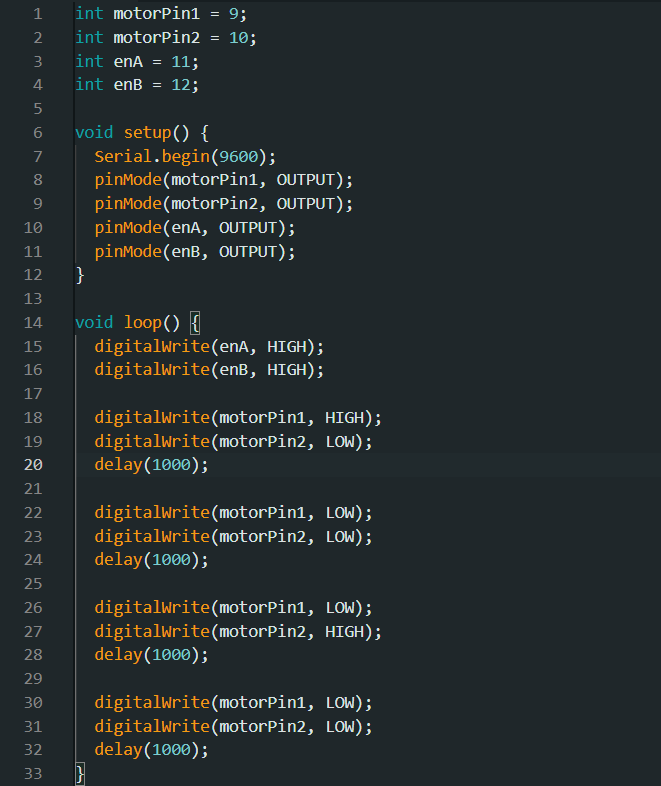 1 int motorPin1 = 9;
2 int motorPin2 = 10;
3 int enA = 11;
4 int enB = 12;
5
6 void setup() {
7   Serial.begin(9600);
8   pinMode(motorPin1, OUTPUT);
9   pinMode(motorPin2, OUTPUT);
10   pinMode(enA, OUTPUT);
11   pinMode(enB, OUTPUT);
12 }
13
14 void loop() {
15   digitalWrite(enA, HIGH);
16   digitalWrite(enB, HIGH);
17
18   digitalWrite(motorPin1, HIGH);
19   digitalWrite(motorPin2, LOW);
20   delay(1000);
21
22   digitalWrite(motorPin1, LOW);
23   digitalWrite(motorPin2, LOW);
24   delay(1000);
25
26   digitalWrite(motorPin1, LOW);
27   digitalWrite(motorPin2, HIGH);
28   delay(1000);
29
30   digitalWrite(motorPin1, LOW);
31   digitalWrite(motorPin2, LOW);
32   delay(1000);
33 }